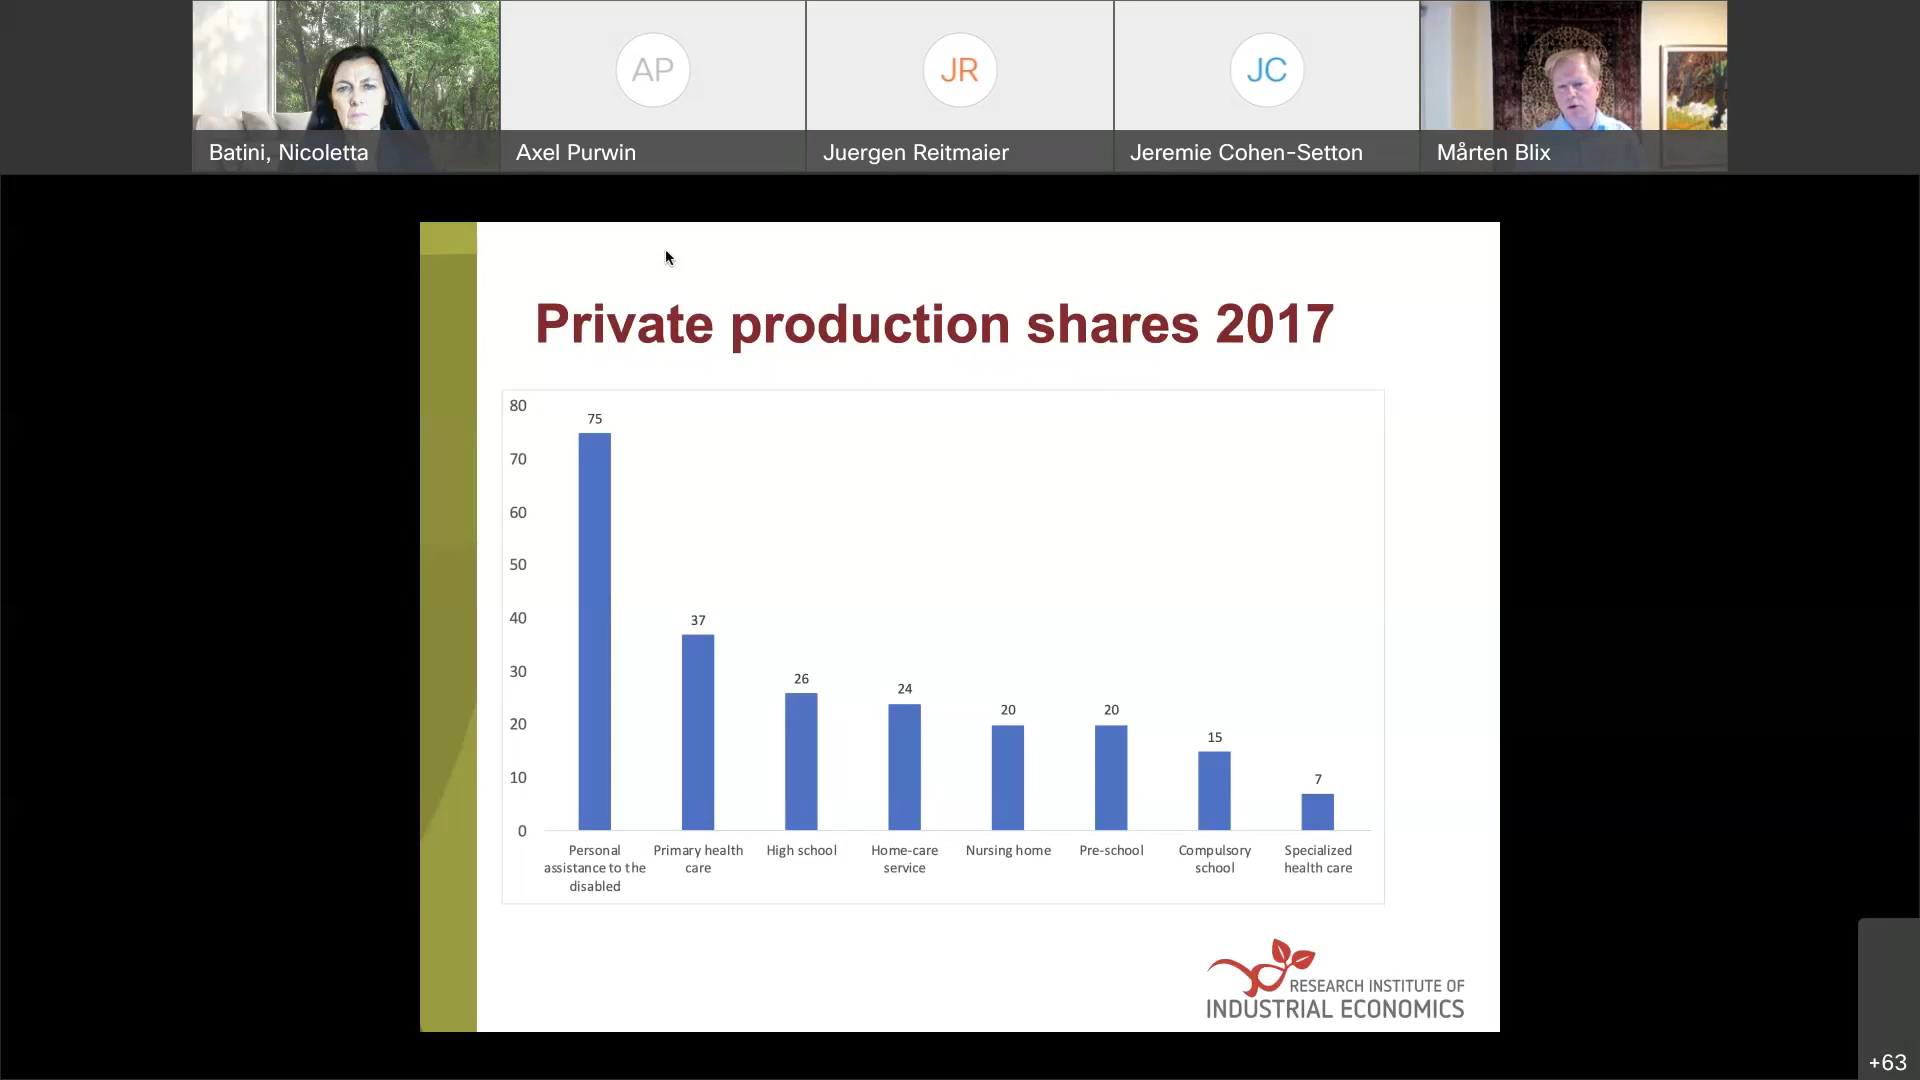 AP
JR
JC
Batini, Nicoletta
Axel Purwin
Juergen Reitmaier
Jeremie Cohen-Setton
Mårten Blix
Private production shares 2017
80
70
60
50
40
30
20
10
0
75
37
26
24
20
20
15
7
Personal
assistance to the
disabled
Primary health
care
High school
Home-care
service
Nursing home
Pre-school
Compulsory
school
Specialized
health care
RESEARCH INSTITUTE OF
INDUSTRIAL ECONOMICS
+63